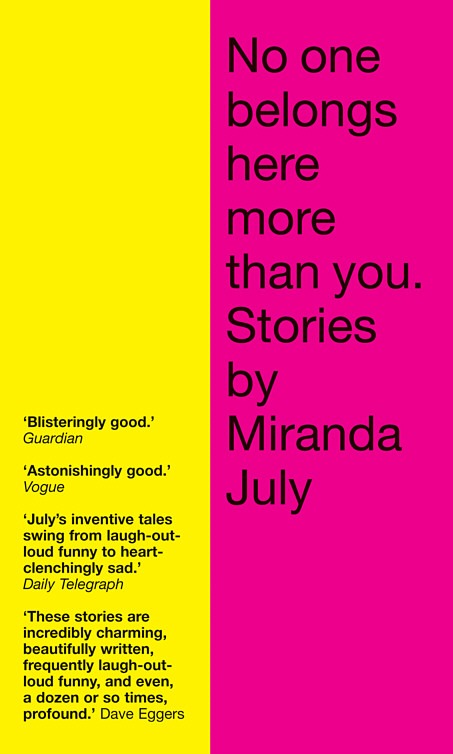 No one
belongs
here
more
than you.
Stories
by
Miranda
July
‘Blisteringly good.’
Guardian
‘Astonishingly good.’
Vogue
‘July’s inventive tales
swing from laugh-out-
loud funny to heart-
clenchingly sad.’
Daily Telegraph
‘These stories are
incredibly charming,
beautifully written,
frequently laugh-out-
loud funny, and even,
a dozen or so times,
profound.’ Dave Eggers